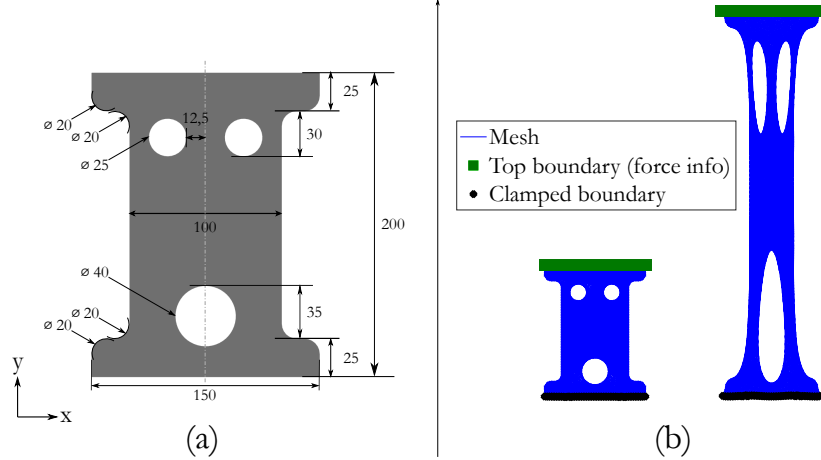 25
⌀ 20
12,5
⌀ 20
30
⌀ 25
100
200
⌀ 40
⌀ 20
35
⌀ 20
25
y
150
x
(a)
Mesh
Top boundary (force info)
Clamped boundary
(b)